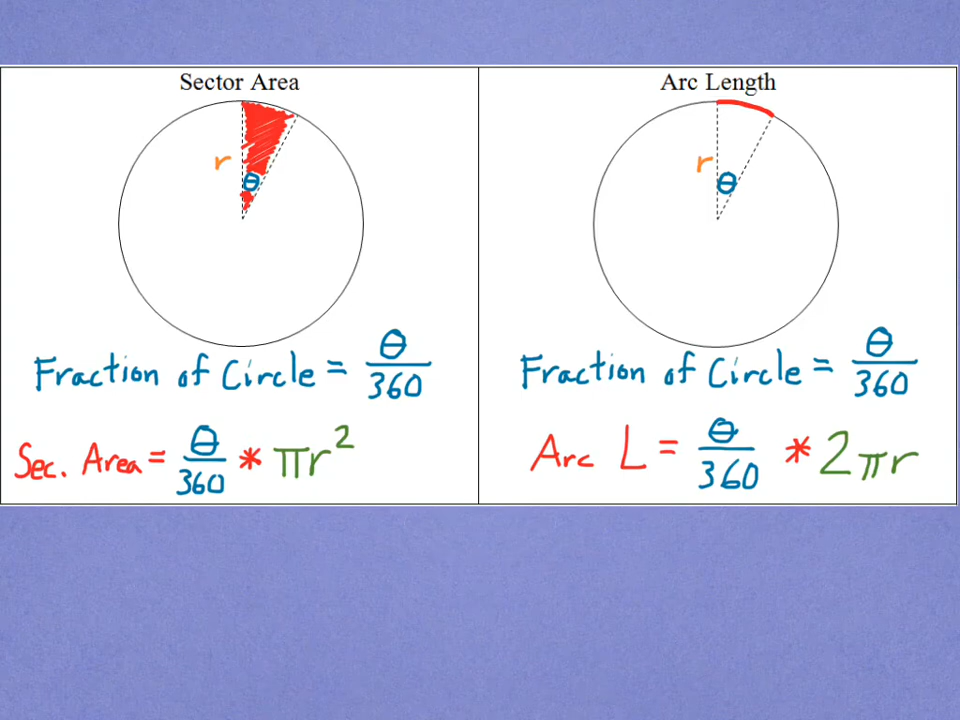 Sector Area
r
θ
Fraction of Circle = θ/360
Sec. Area = θ/360 * πr²
Arc Length
r
θ
Fraction of Circle = θ/360
Arc L = θ/360 * 2πr